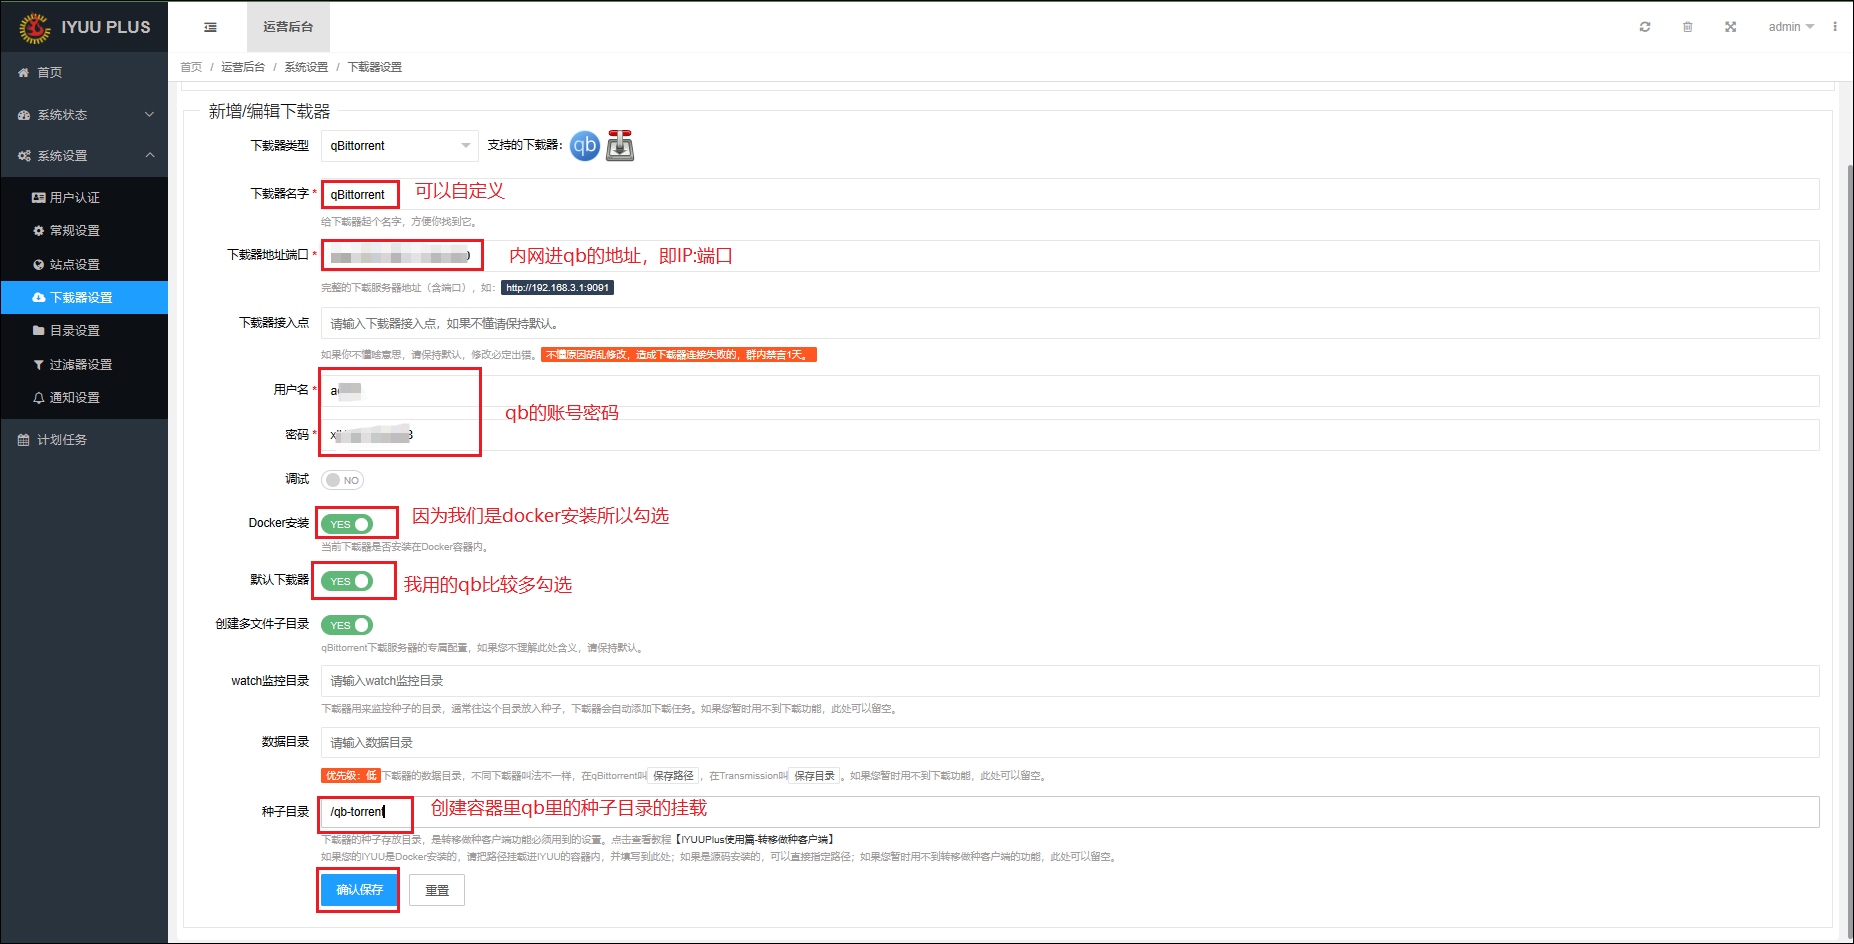 IYUU PLUS
运营后台
admin
首页
首页 / 运营后台 / 系统设置 / 下载器设置
系统状态
系统设置
用户认证
常规设置
站点设置
下载器设置
目录设置
过滤器设置
通知设置
计划任务
新增/编辑下载器
下载器类型 qBittorrent 支持的下载器： qb
下载器名字 * qBittorrent 可以自定义
给下载器起个名字，方便你找到它。
下载器地址端口 * 内网进qb的地址，即IP:端口
完整的下载服务器地址（含端口），如： http://192.168.3.1:9091
下载器接入点 请输入下载器接入点，如果不懂请保持默认。
如果你不懂啥意思，请保持默认，修改必定出错。 不懂原因胡乱修改，造成下载器连接失败的，群内禁言1天。
用户名 * a
qb的账号密码
密码 * x 3
调试 NO
Docker安装 YES 因为我们是docker安装所以勾选
当前下载器是否安装在Docker容器内。
默认下载器 YES 我用的qb比较多勾选
创建多文件子目录 YES
qBittorrent下载服务器的专属配置，如果您不理解此处含义，请保持默认。
watch监控目录 请输入watch监控目录
下载器用来监控种子的目录，通常往这个目录放入种子，下载器会自动添加下载任务。如果您暂时用不到下载功能，此处可以留空。
数据目录 请输入数据目录
优先级：低 下载器的数据目录，不同下载器叫法不一样，在qBittorrent叫 保存路径 ，在Transmission叫 保存目录 。如果您暂时用不到下载功能，此处可以留空。
种子目录 /qb-torrent 创建容器里qb里的种子目录的挂载
下载器的种子存放目录，是转移做种客户端功能必须用到的设置。点击查看教程【IYUUPlus使用篇-转移做种客户端】
如果您的IYUU是Docker安装的，请把路径挂载进IYUU的容器内，并填写到此处；如果是源码安装的，可以直接指定路径；如果您暂时用不到转移做种客户端的功能，此处可以留空。
确认保存 重置